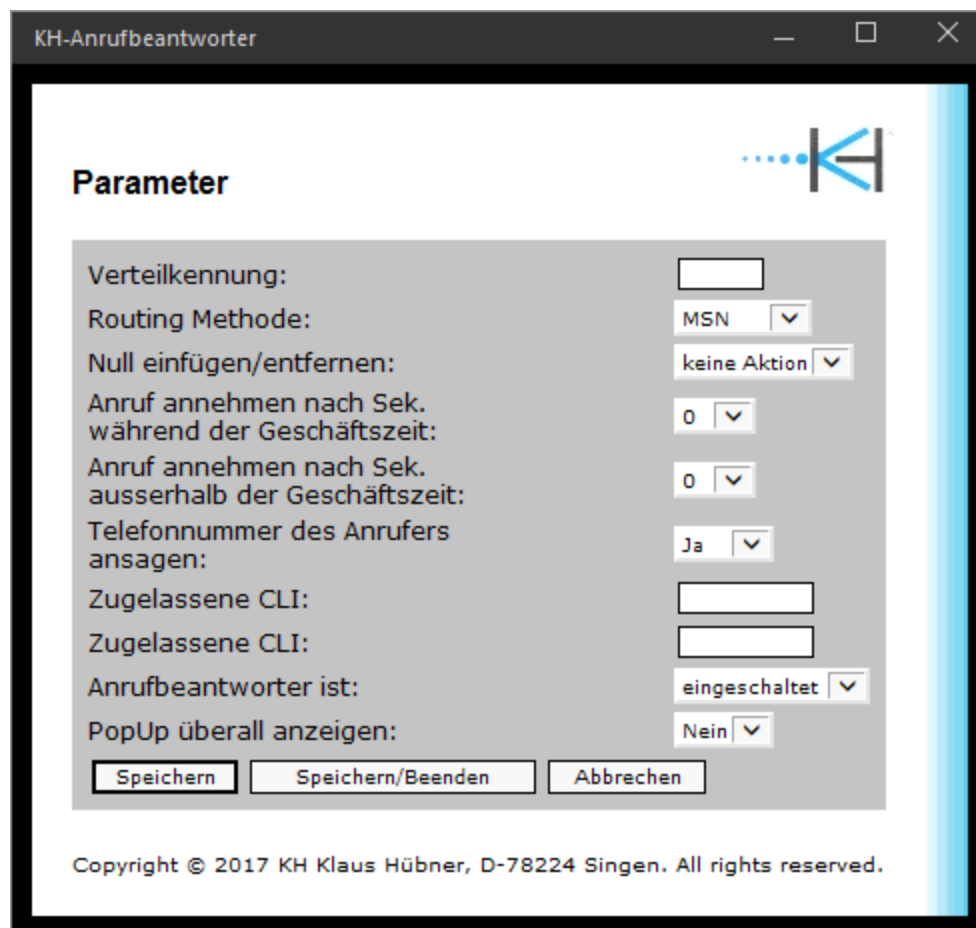 KH-Anrufbeantworter
KH
Parameter
Verteilkennung:
Routing Methode: MSN
Null einfügen/entfernen: keine Aktion
Anruf annehmen nach Sek.
während der Geschäftszeit: 0
Anruf annehmen nach Sek.
ausserhalb der Geschäftszeit: 0
Telefonnummer des Anrufers
ansagen: Ja
Zugelassene CLI:
Zugelassene CLI:
Anrufbeantworter ist: eingeschaltet
PopUp überall anzeigen: Nein
Speichern Speichern/Beenden Abbrechen
Copyright © 2017 KH Klaus Hübner, D-78224 Singen. All rights reserved.